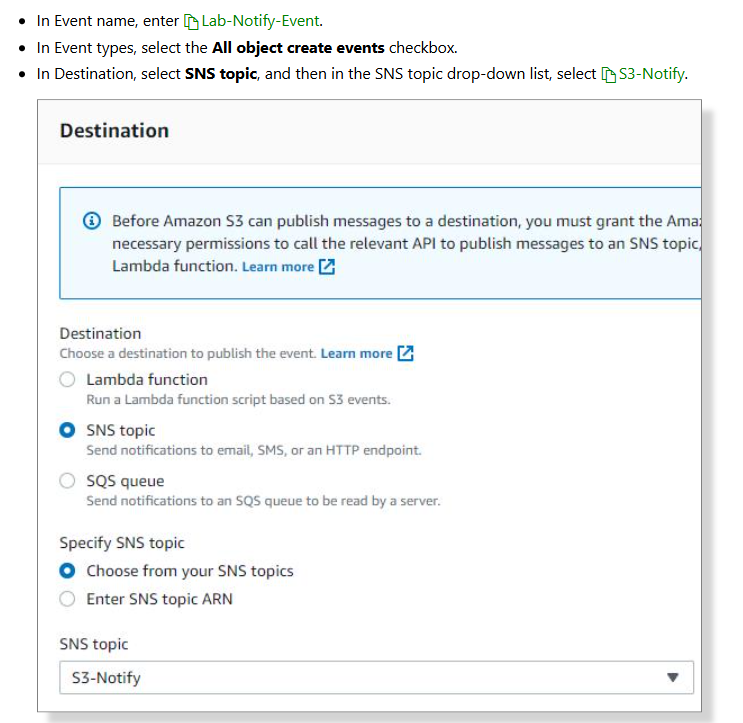 In Event name, enter Lab-Notify-Event.
In Event types, select the All object create events checkbox.
In Destination, select SNS topic, and then in the SNS topic drop-down list, select S3-Notify.
Destination
Before Amazon S3 can publish messages to a destination, you must grant the
necessary permissions to call the relevant API to publish messages to an SNS topic,
Lambda function. Learn more
Destination
Choose a destination to publish the event. Learn more
Lambda function
Run a Lambda function script based on S3 events.
SNS topic
Send notifications to email, SMS, or an HTTP endpoint.
SQS queue
Send notifications to an SQS queue to be read by a server.
Specify SNS topic
Choose from your SNS topics
Enter SNS topic ARN
SNS topic
S3-Notify